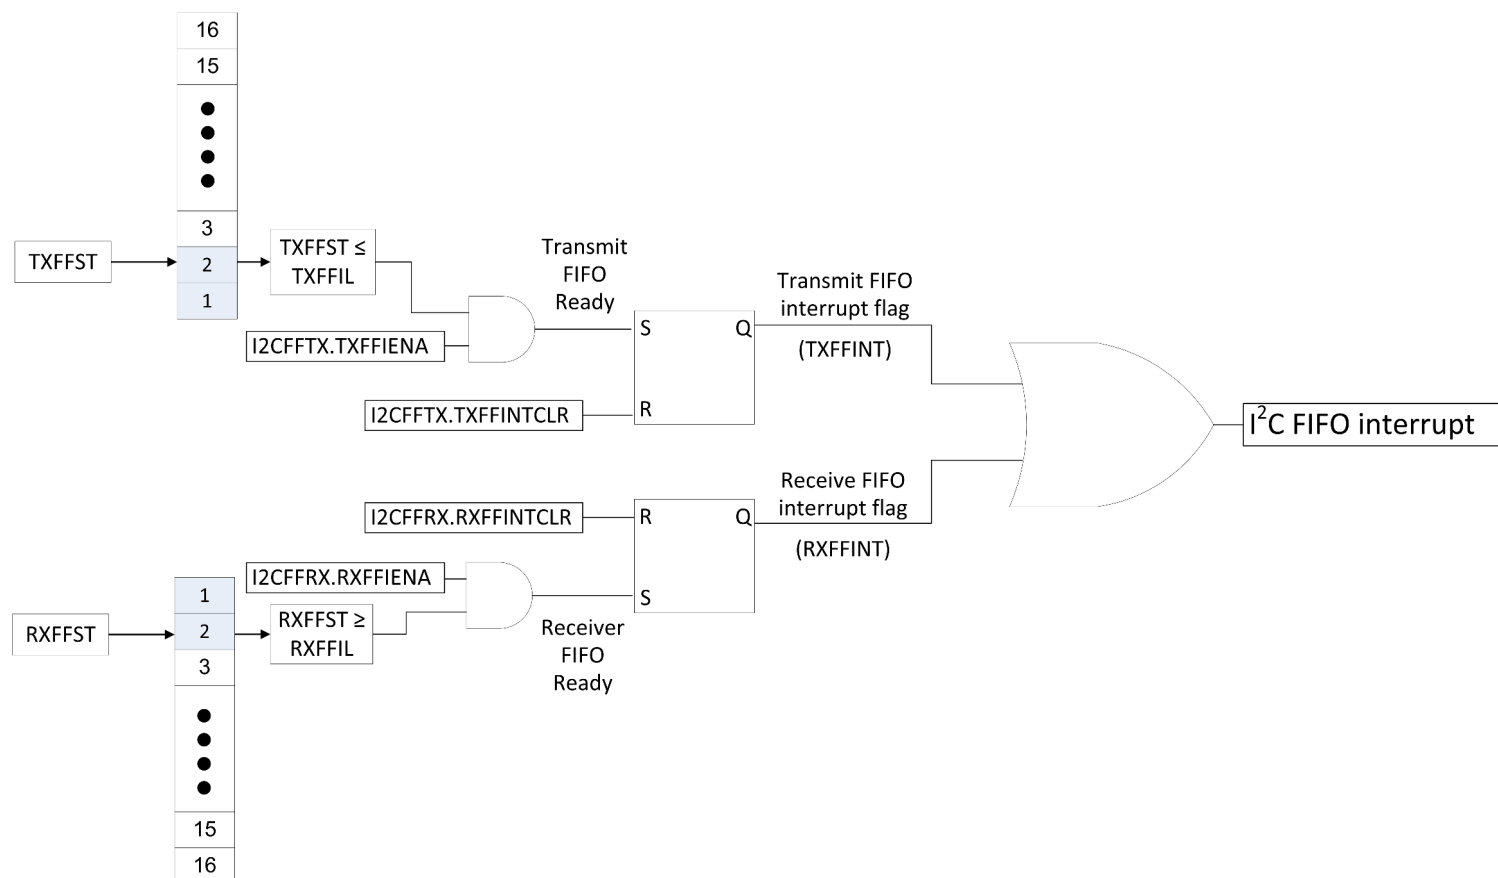 16
15
3
2
1
TXFFST
TXFFST ≤
TXFFIL
I2CFFTX.TXFFIENA
Transmit
FIFO
Ready
I2CFFTX.TXFFINTCLR
S
Q
R
Transmit FIFO
interrupt flag
(TXFFINT)
I²C FIFO interrupt
I2CFFRX.RXFFINTCLR
R
Q
S
Receive FIFO
interrupt flag
(RXFFINT)
I2CFFRX.RXFFIENA
RXFFST ≥
RXFFIL
Receiver
FIFO
Ready
RXFFST
1
2
3
15
16